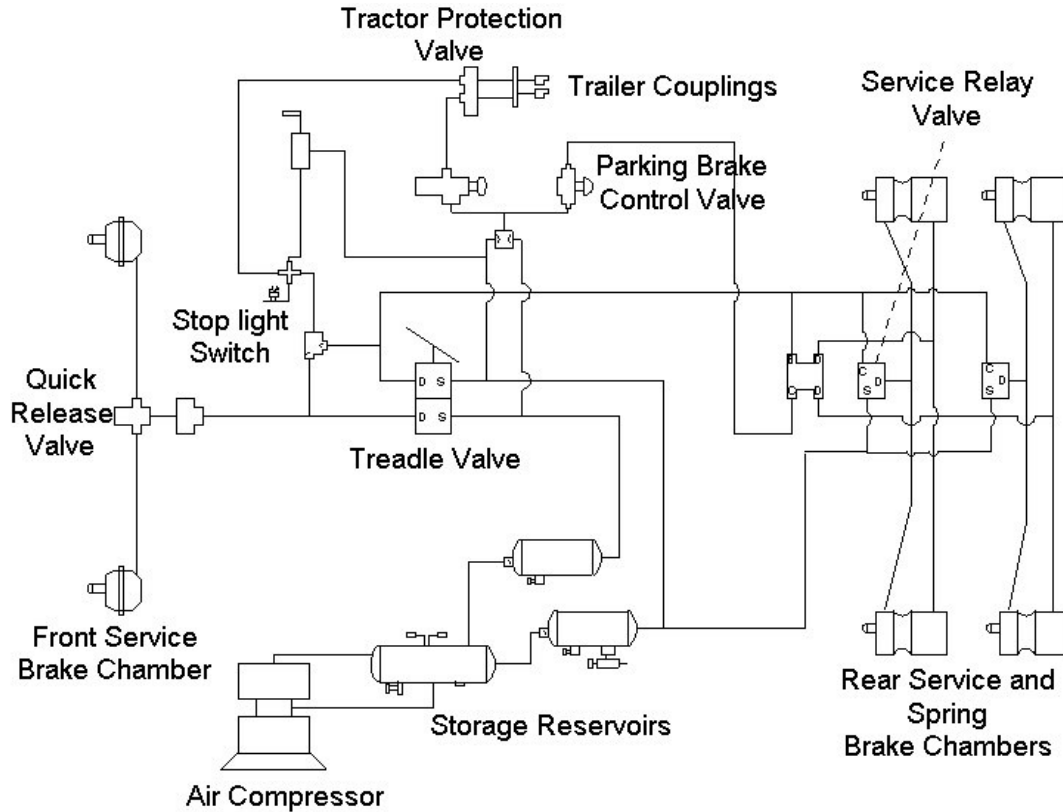 Tractor Protection
Valve
Trailer Couplings
Service Relay
Valve
Parking Brake
Control Valve
Stop light
Switch
Quick
Release
Valve
D S
D S
Treadle Valve
C
S
D
C
S
D
Front Service
Brake Chamber
Storage Reservoirs
Air Compressor
Rear Service and
Spring
Brake Chambers